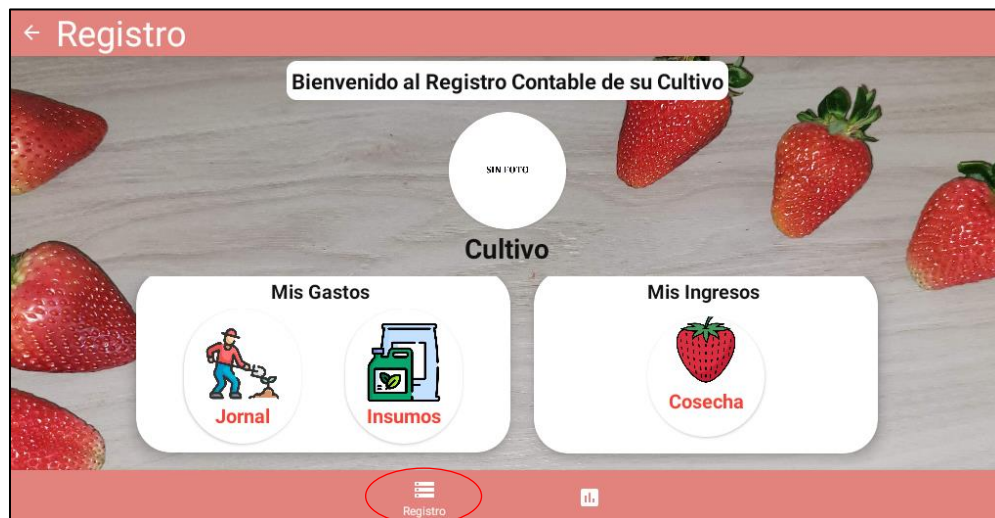 Registro
Bienvenido al Registro Contable de su Cultivo
SIN FOTO
Cultivo
Mis Gastos
Mis Ingresos
Jornal
Insumos
Cosecha
Registro